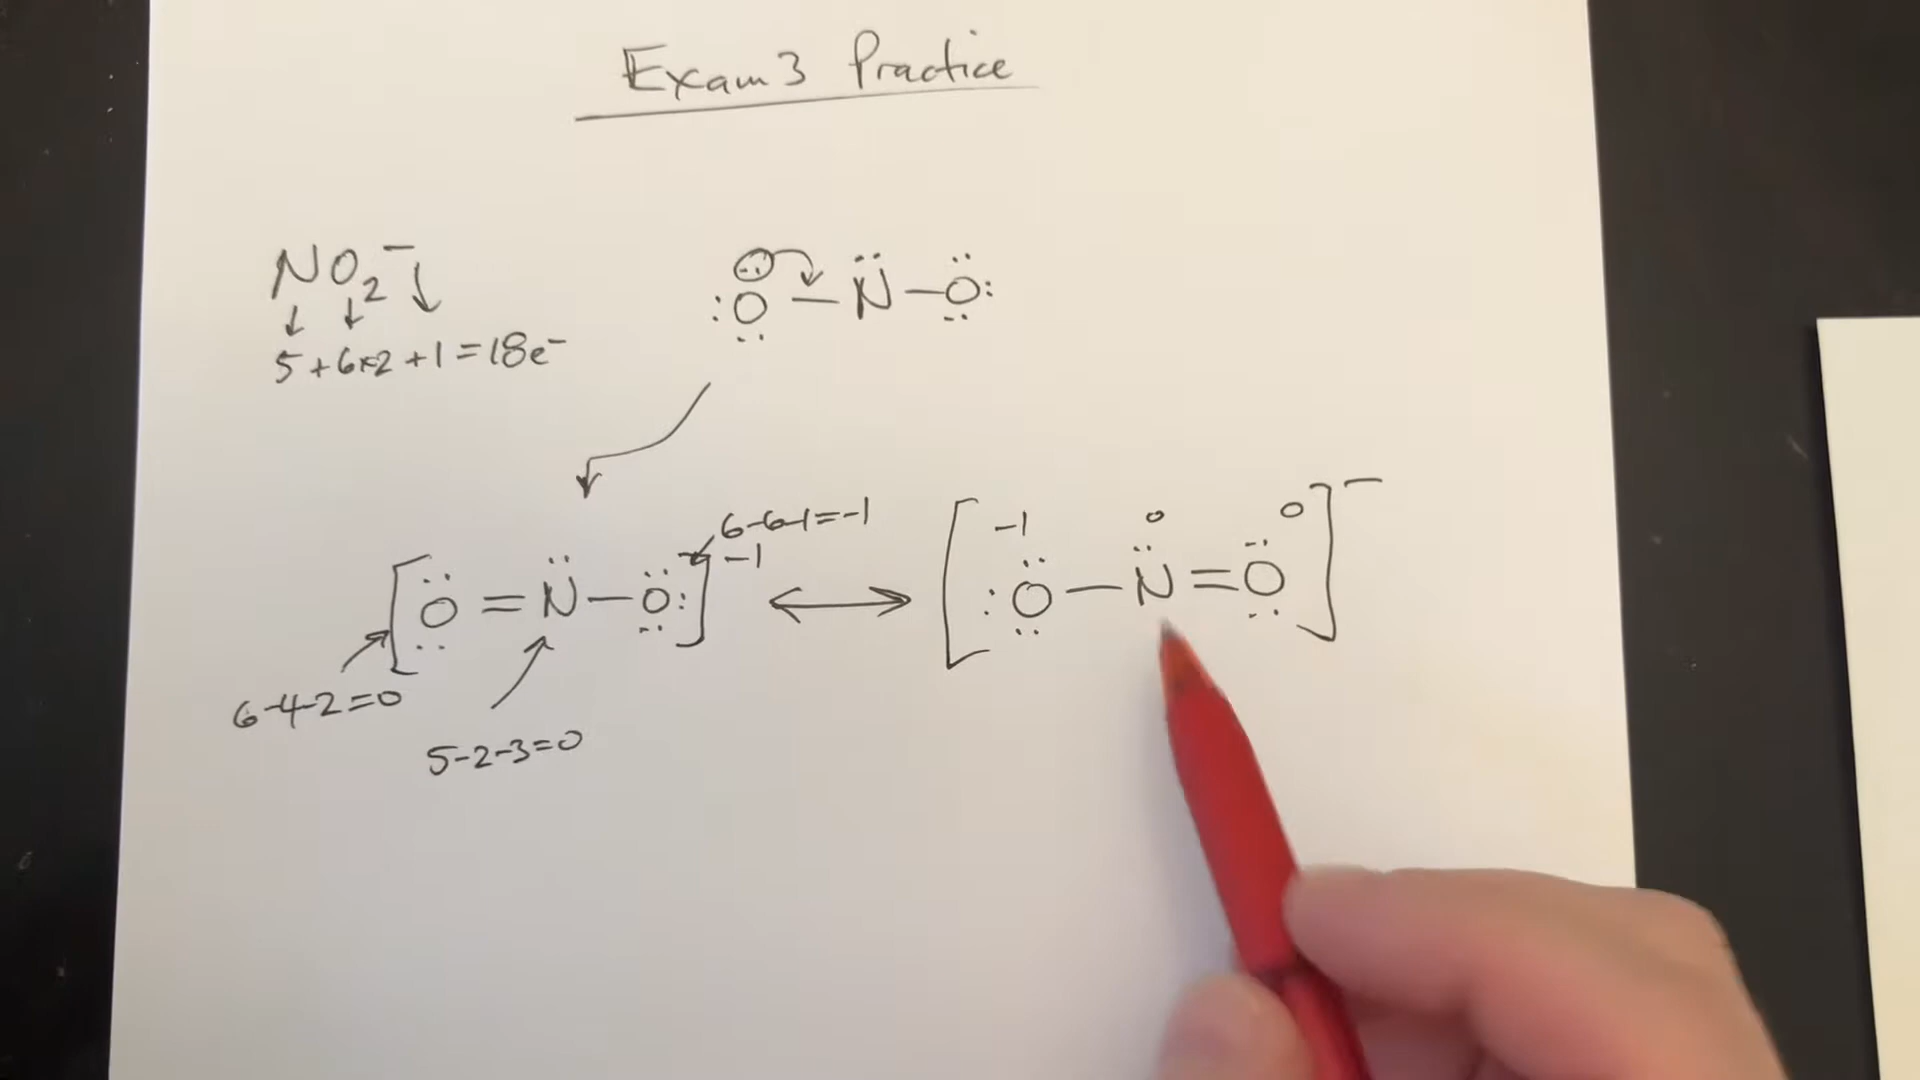 Exam 3 Practice
NO₂⁻
5+6×2+1=18e⁻
:Ö—N̈—Ö:
6-6-1=-1
[Ö=N̈—Ö:]⁻¹ ⟷ [:Ö—N̈=Ö]⁻
-1 0 0
6-4-2=0
5-2-3=0